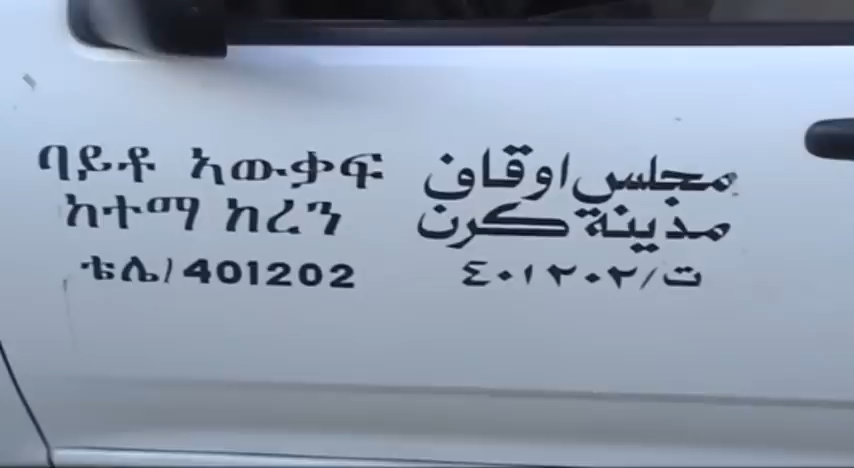 ባይቶ ኣውቃፍ
ከተማ ከረን
ቴሌ/401202
مجلس اوقاف
مدينة كرن
ت/٤٠١٢٠٢